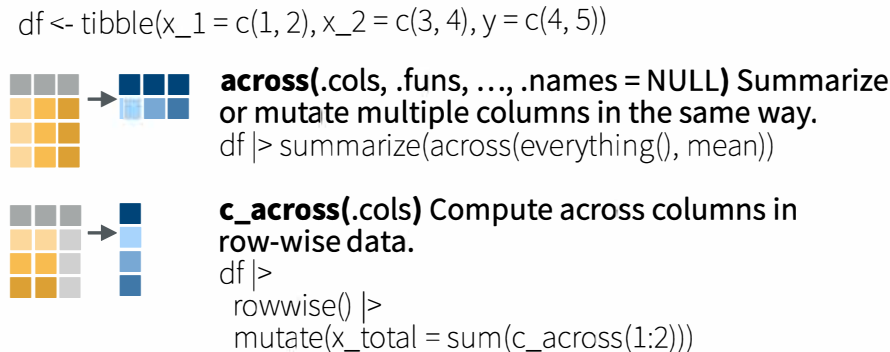 df <- tibble(x_1 = c(1, 2), x_2 = c(3, 4), y = c(4, 5))
across(.cols, .funs, …, .names = NULL) Summarize
or mutate multiple columns in the same way.
df |> summarize(across(everything(), mean))
c_across(.cols) Compute across columns in
row-wise data.
df |>
rowwise() |>
mutate(x_total = sum(c_across(1:2)))